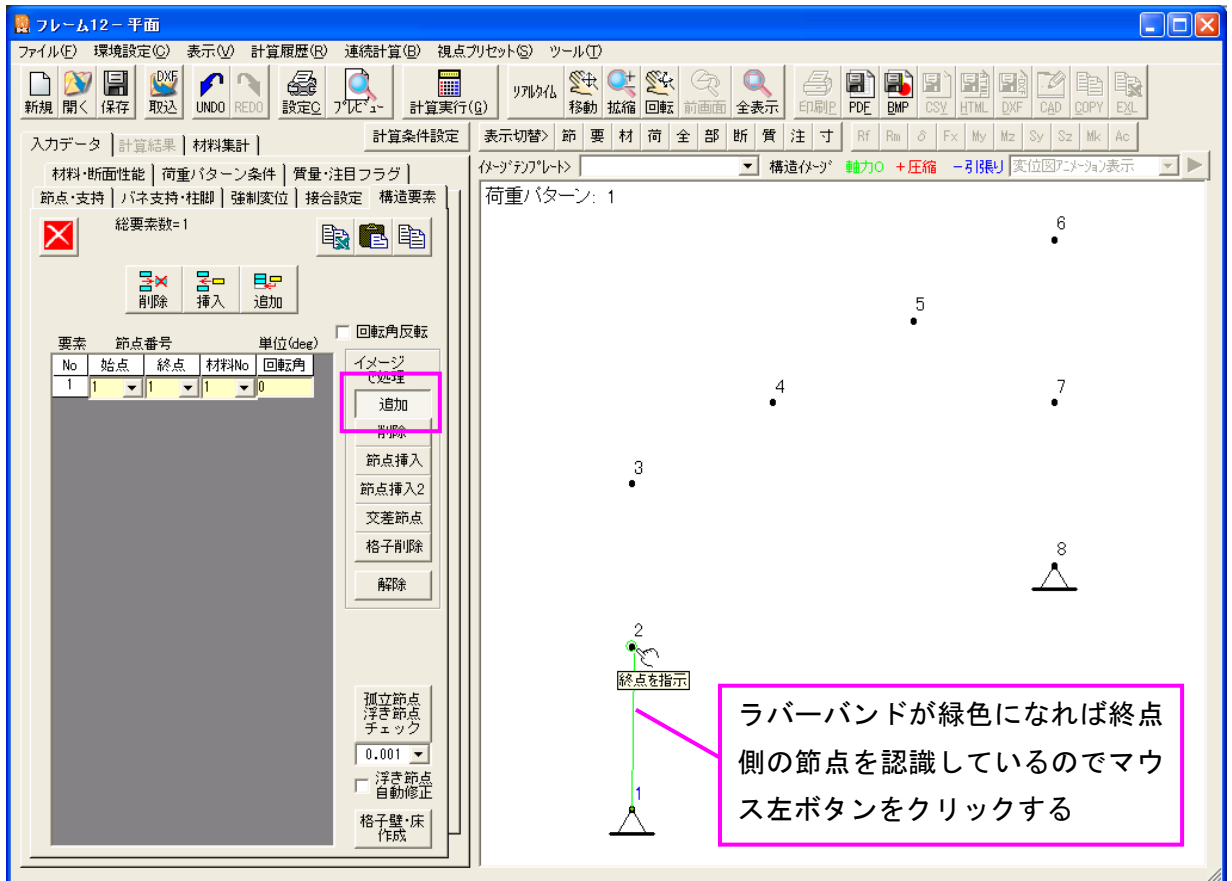 フレーム12－平面
ファイル(F) 環境設定(C) 表示(V) 計算履歴(R) 連続計算(B) 視点プリセット(S) ツール(T)
新規 開く 保存 DXF 取込 UNDO REDO 設定C プレビュー 計算実行(G) リアルタイム 移動 拡縮 回転 前画面 全表示 印刷P PDF BMP CSV HTML DXF CAD COPY EXL
入力データ 計算結果 材料集計 計算条件設定 表示切替> 節 要 材 荷 全 部 断 質 注 寸 Rf Rm δ Fx My Mz Sy Sz Mk Ac
材料・断面性能 荷重パターン条件 質量・注目フラグ イメージテンプレート> 構造イメージ 軸力0 ＋圧縮 －引張り 変位図アニメーション表示
節点・支持 バネ支持・柱脚 強制変位 接合設定 構造要素
荷重パターン: 1
総要素数=1
削除 挿入 追加
回転角反転
要素 節点番号 単位(deg)
No 始点 終点 材料No 回転角
1 1 1 1 0
イメージ
で処理
追加
削除
節点挿入
節点挿入2
交差節点
格子削除
解除
孤立節点
浮き節点
チェック
0.001
浮き節点
自動修正
格子壁・床
作成
6
5
4
7
3
8
2
終点を指示
1
ラバーバンドが緑色になれば終点
側の節点を認識しているのでマウ
ス左ボタンをクリックする